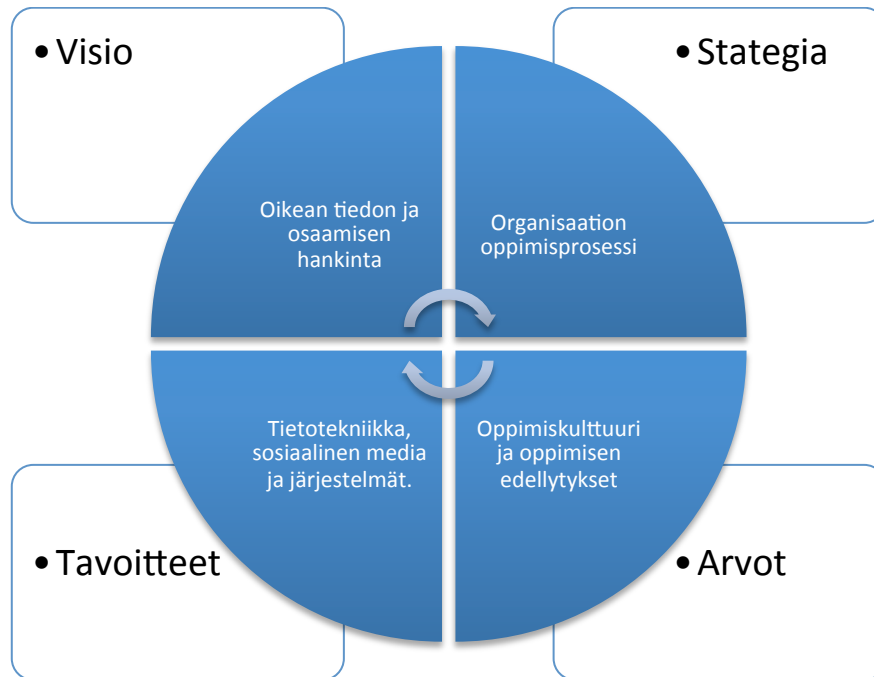 • Visio
• Stategia
Oikean tiedon ja
osaamisen
hankinta
Organisaation
oppimisprosessi
Tietotekniikka,
sosiaalinen media
ja järjestelmät.
Oppimiskulttuuri
ja oppimisen
edellytykset
• Tavoitteet
• Arvot